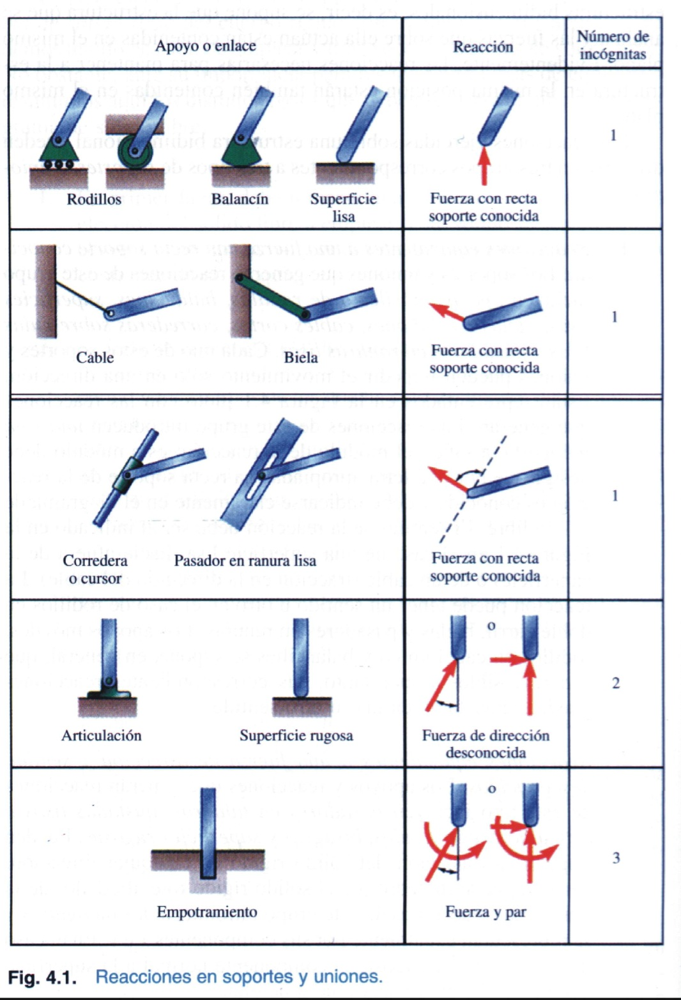 Apoyo o enlace
Reacción
Número de
incógnitas
Rodillos
Balancín
Superficie
lisa
Fuerza con recta
soporte conocida
1
Cable
Biela
Fuerza con recta
soporte conocida
1
Corredera
o cursor
Pasador en ranura lisa
Fuerza con recta
soporte conocida
1
Articulación
Superficie rugosa
o
Fuerza de dirección
desconocida
2
Empotramiento
o
Fuerza y par
3
Fig. 4.1. Reacciones en soportes y uniones.